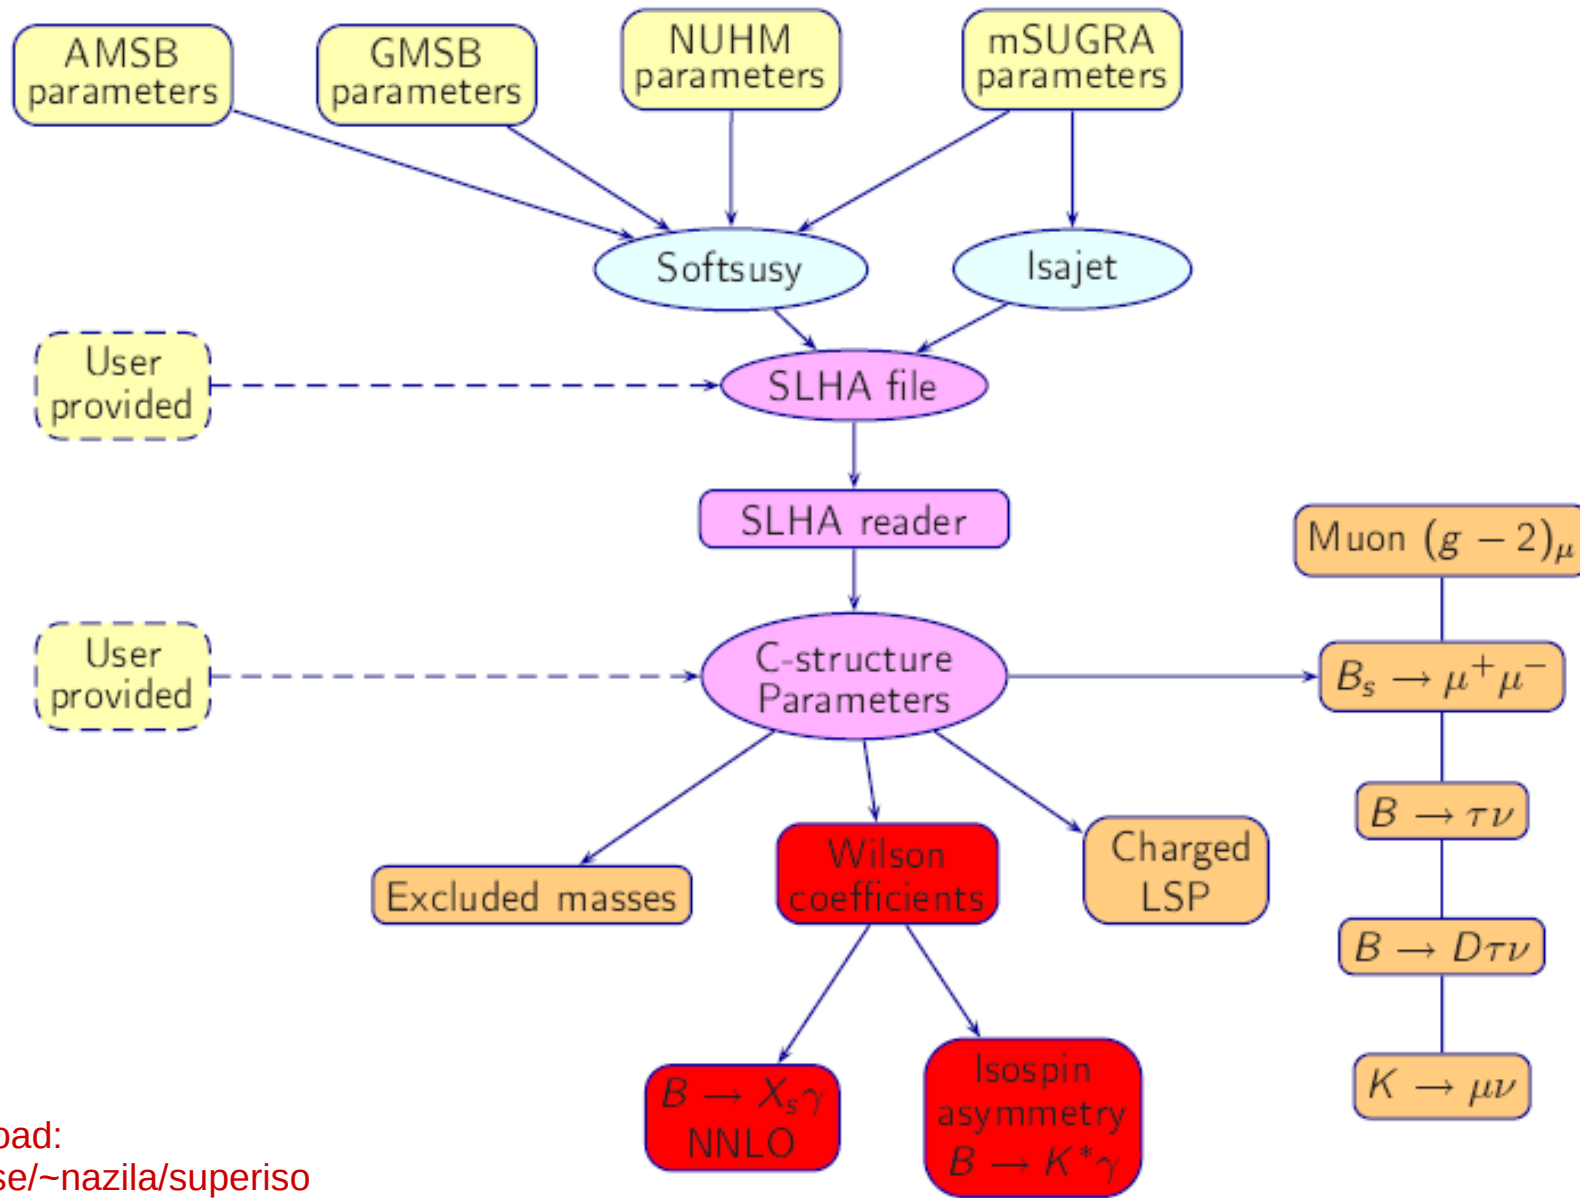 AMSB
parameters
GMSB
parameters
NUHM
parameters
mSUGRA
parameters
Softsusy
Isajet
User
provided
SLHA file
SLHA reader
Muon (g − 2)μ
User
provided
C-structure
Parameters
Bs → μ+μ−
B → τν
Excluded masses
Wilson
coefficients
Charged
LSP
B → Dτν
B → Xsγ
NNLO
Isospin
asymmetry
B → K*γ
K → μν
oad:
se/~nazila/superiso